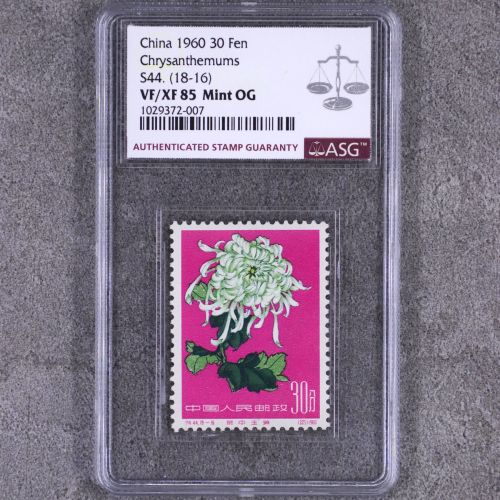 China 1960 30 Fen
Chrysanthemums
S44. (18-16)
VF/XF 85 Mint OG
1029372-007
AUTHENTICATED STAMP GUARANTY
ASG™
中国人民邮政
30分